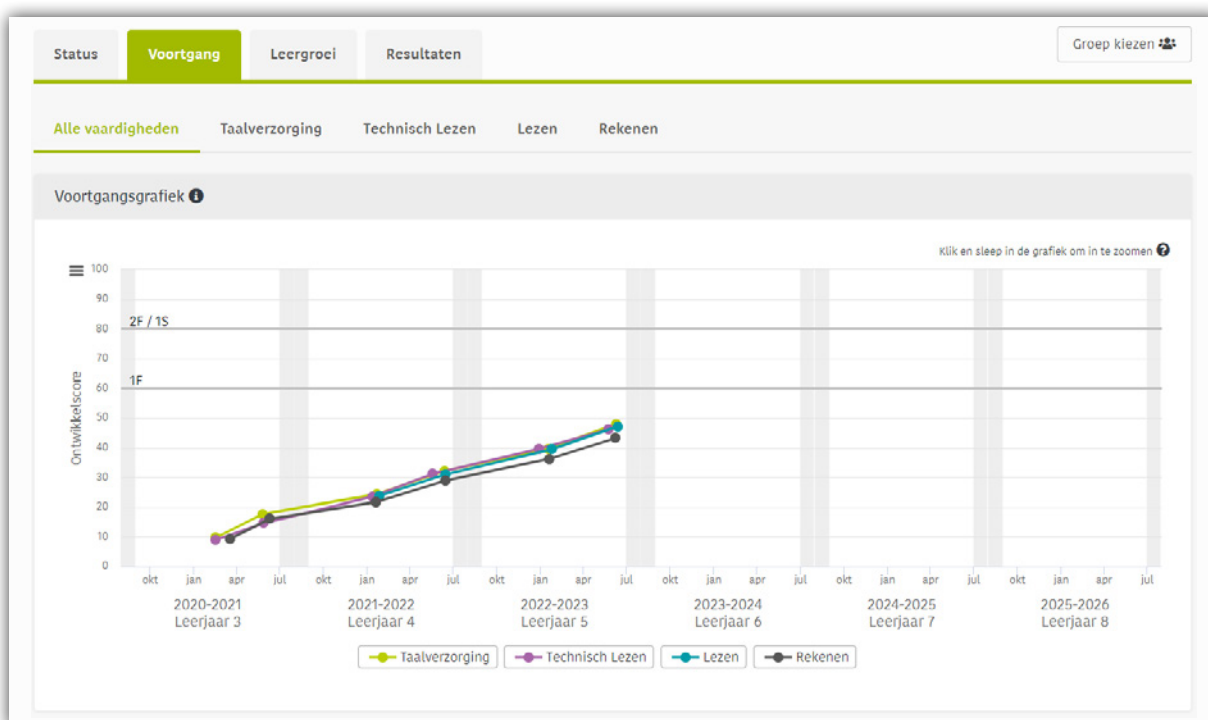 Status Voortgang Leergroei Resultaten Groep kiezen
Alle vaardigheden Taalverzorging Technisch Lezen Lezen Rekenen
Voortgangsgrafiek
Klik en sleep in de grafiek om in te zoomen
100
90
2F / 1S
80
70
1F
60
50
40
30
20
10
0
Ontwikkelscore
okt jan apr jul okt jan apr jul okt jan apr jul okt jan apr jul okt jan apr jul okt jan apr jul
2020-2021 2021-2022 2022-2023 2023-2024 2024-2025 2025-2026
Leerjaar 3 Leerjaar 4 Leerjaar 5 Leerjaar 6 Leerjaar 7 Leerjaar 8
Taalverzorging Technisch Lezen Lezen Rekenen